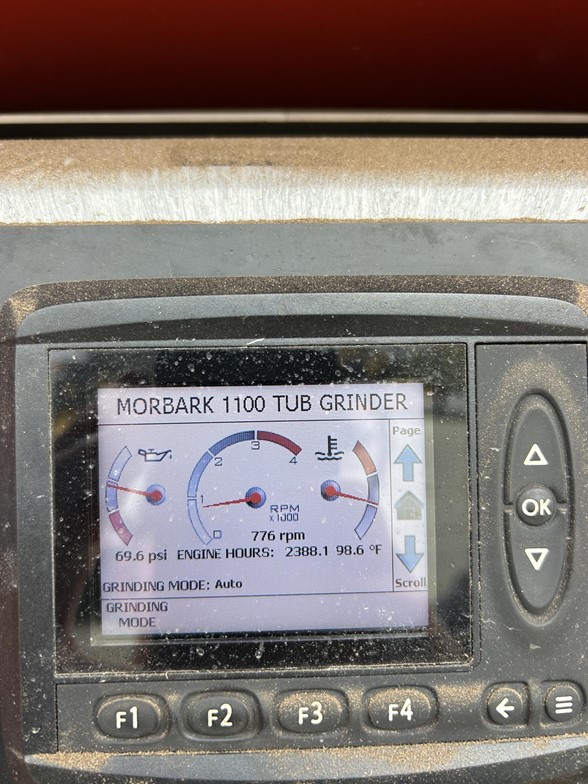 MORBARK 1100 TUB GRINDER
Page
0
1
2
3
4
RPM
x1000
776 rpm
69.6 psi ENGINE HOURS: 2388.1 98.6 °F
GRINDING MODE: Auto
Scroll
GRINDING
MODE
OK
F1 F2 F3 F4